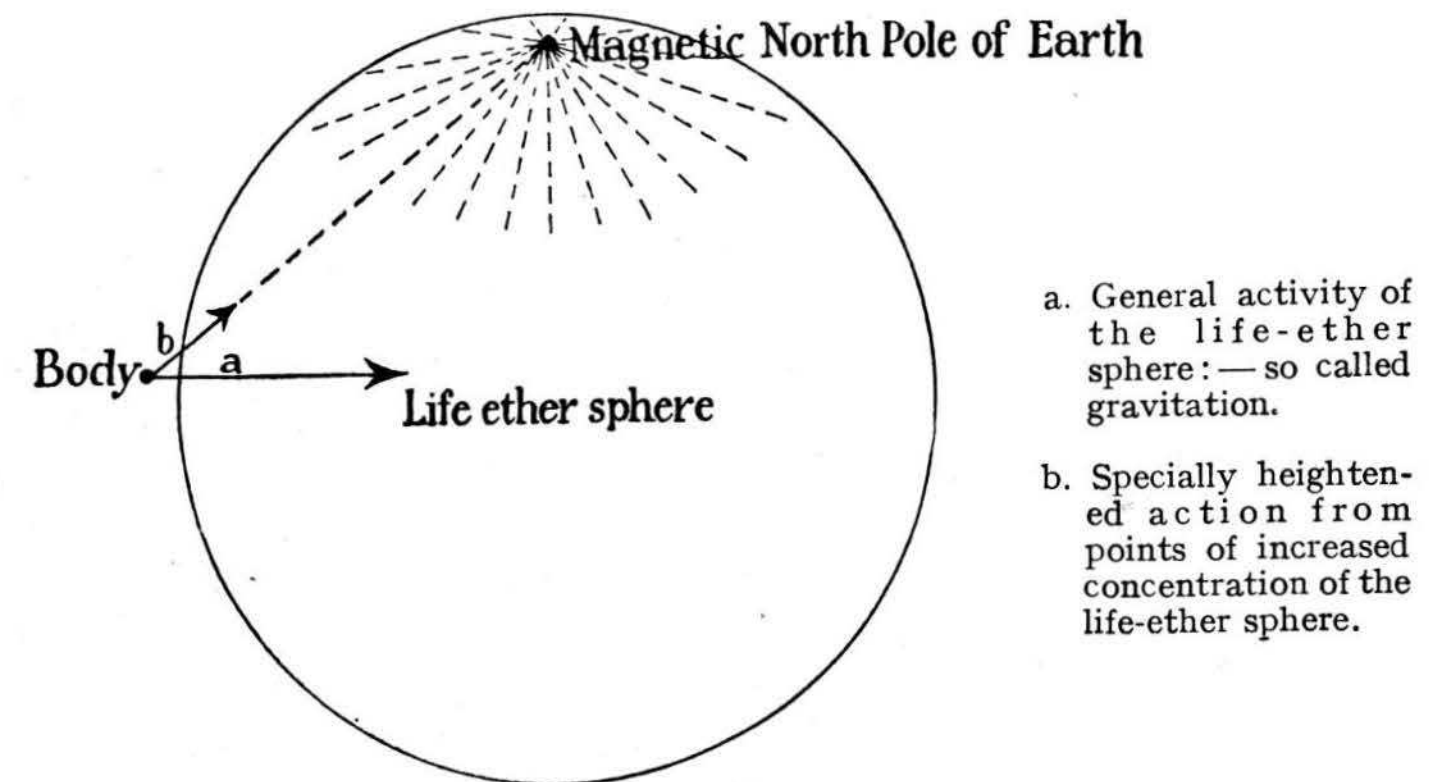 Magnetic North Pole of Earth
b
a
Body
Life ether sphere
a. General activity of
the life-ether
sphere: — so called
gravitation.
b. Specially heighten-
ed action from
points of increased
concentration of the
life-ether sphere.